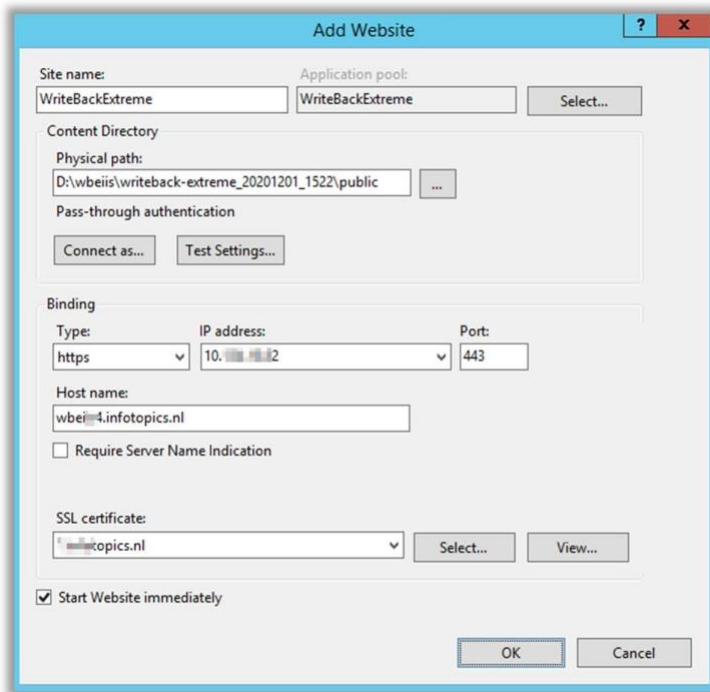 Add Website
? x
Site name: Application pool:
WriteBackExtreme WriteBackExtreme Select...
Content Directory
Physical path:
D:\wbeiis\writeback-extreme_20201201_1522\public ...
Pass-through authentication
Connect as... Test Settings...
Binding
Type: IP address: Port:
https 443
Host name:
Require Server Name Indication
SSL certificate:
Select... View...
Start Website immediately
OK Cancel